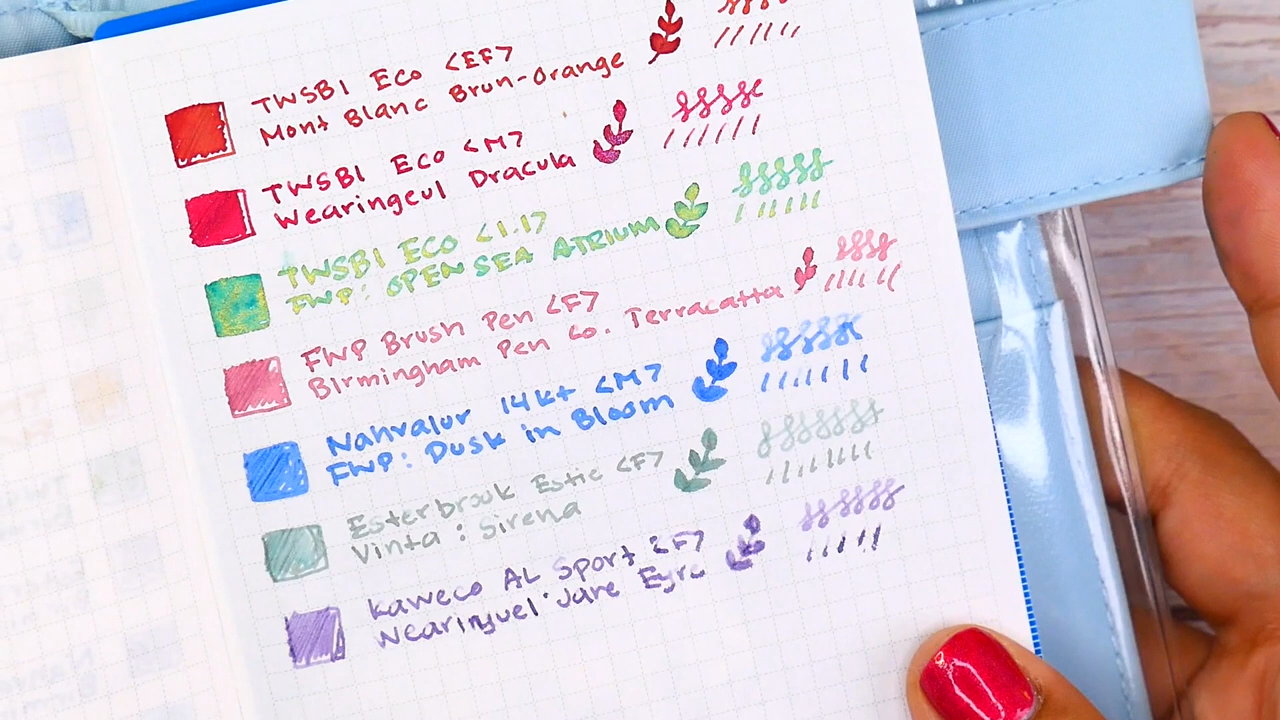 TWSBI Eco <EF>
Mont Blanc Brun-Orange
TWSBI Eco <M>
Wearingeul Dracula
TWSBI Eco <1.1>
FWP: OPEN SEA ATRIUM
FWP Brush Pen <F>
Birmingham Pen Co. Terracatta
Nahvalur 14kt <M>
FWP: Dusk in Bloom
Esterbrook Estie <F>
Vinta: Sirena
Kaweco AL Sport <F>
Wearinguel Jane Eyre